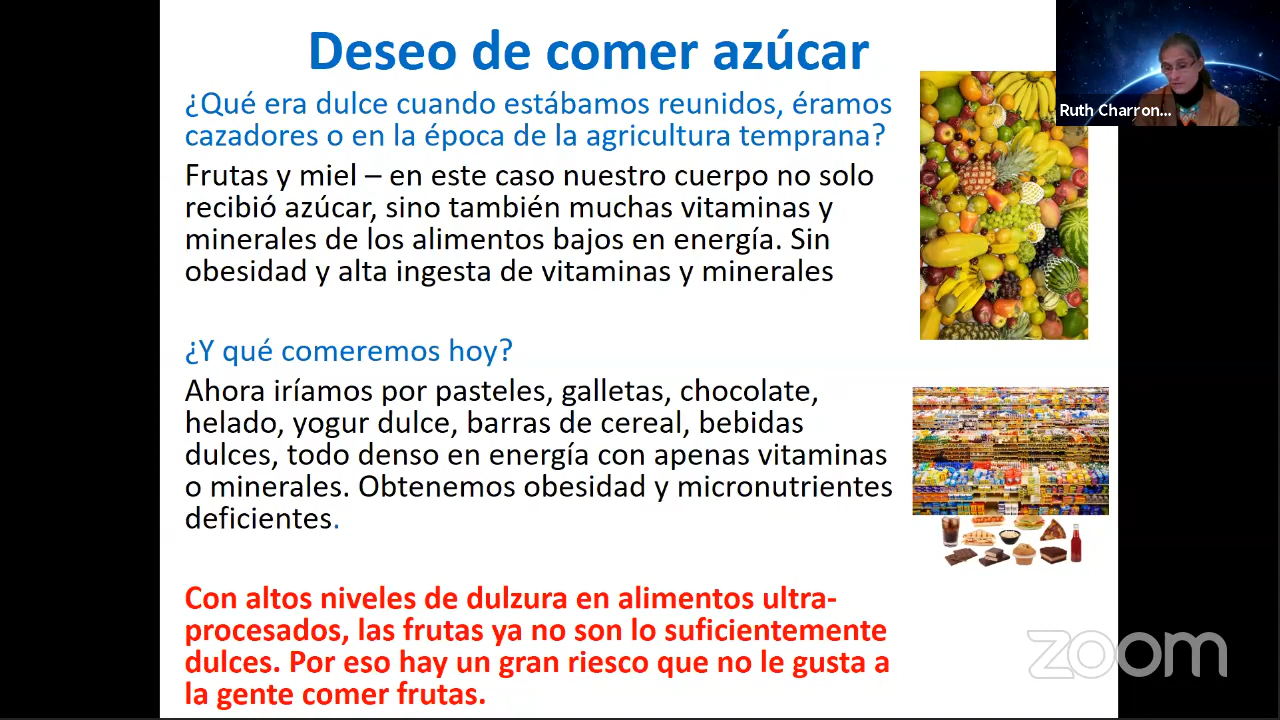 Deseo de comer azúcar
¿Qué era dulce cuando estábamos reunidos, éramos
cazadores o en la época de la agricultura temprana?
Frutas y miel – en este caso nuestro cuerpo no solo
recibió azúcar, sino también muchas vitaminas y
minerales de los alimentos bajos en energía. Sin
obesidad y alta ingesta de vitaminas y minerales
¿Y qué comeremos hoy?
Ahora iríamos por pasteles, galletas, chocolate,
helado, yogur dulce, barras de cereal, bebidas
dulces, todo denso en energía con apenas vitaminas
o minerales. Obtenemos obesidad y micronutrientes
deficientes.
Con altos niveles de dulzura en alimentos ultra-
procesados, las frutas ya no son lo suficientemente
dulces. Por eso hay un gran riesco que no le gusta a
la gente comer frutas.
Ruth Charron...
zoom